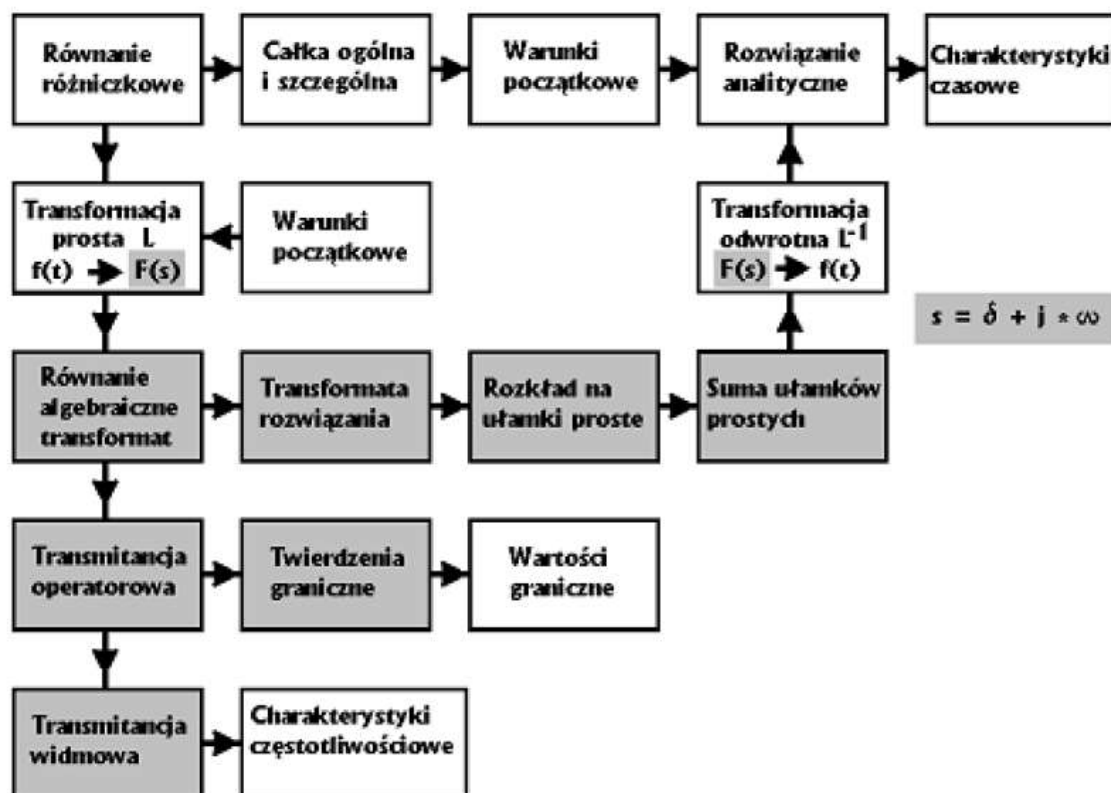 Równanie
różniczkowe
Całka ogólna
i szczególna
Warunki
początkowe
Rozwiązanie
analityczne
Charakterystyki
czasowe
Transformacja
prosta L
f(t) → F(s)
Warunki
początkowe
Transformacja
odwrotna L⁻¹
F(s) → f(t)
s = δ + j * ω
Równanie
algebraiczne
transformat
Transformata
rozwiązania
Rozkład na
ułamki proste
Suma ułamków
prostych
Transmitancja
operatorowa
Twierdzenia
graniczne
Wartości
graniczne
Transmitancja
widmowa
Charakterystyki
częstotliwościowe